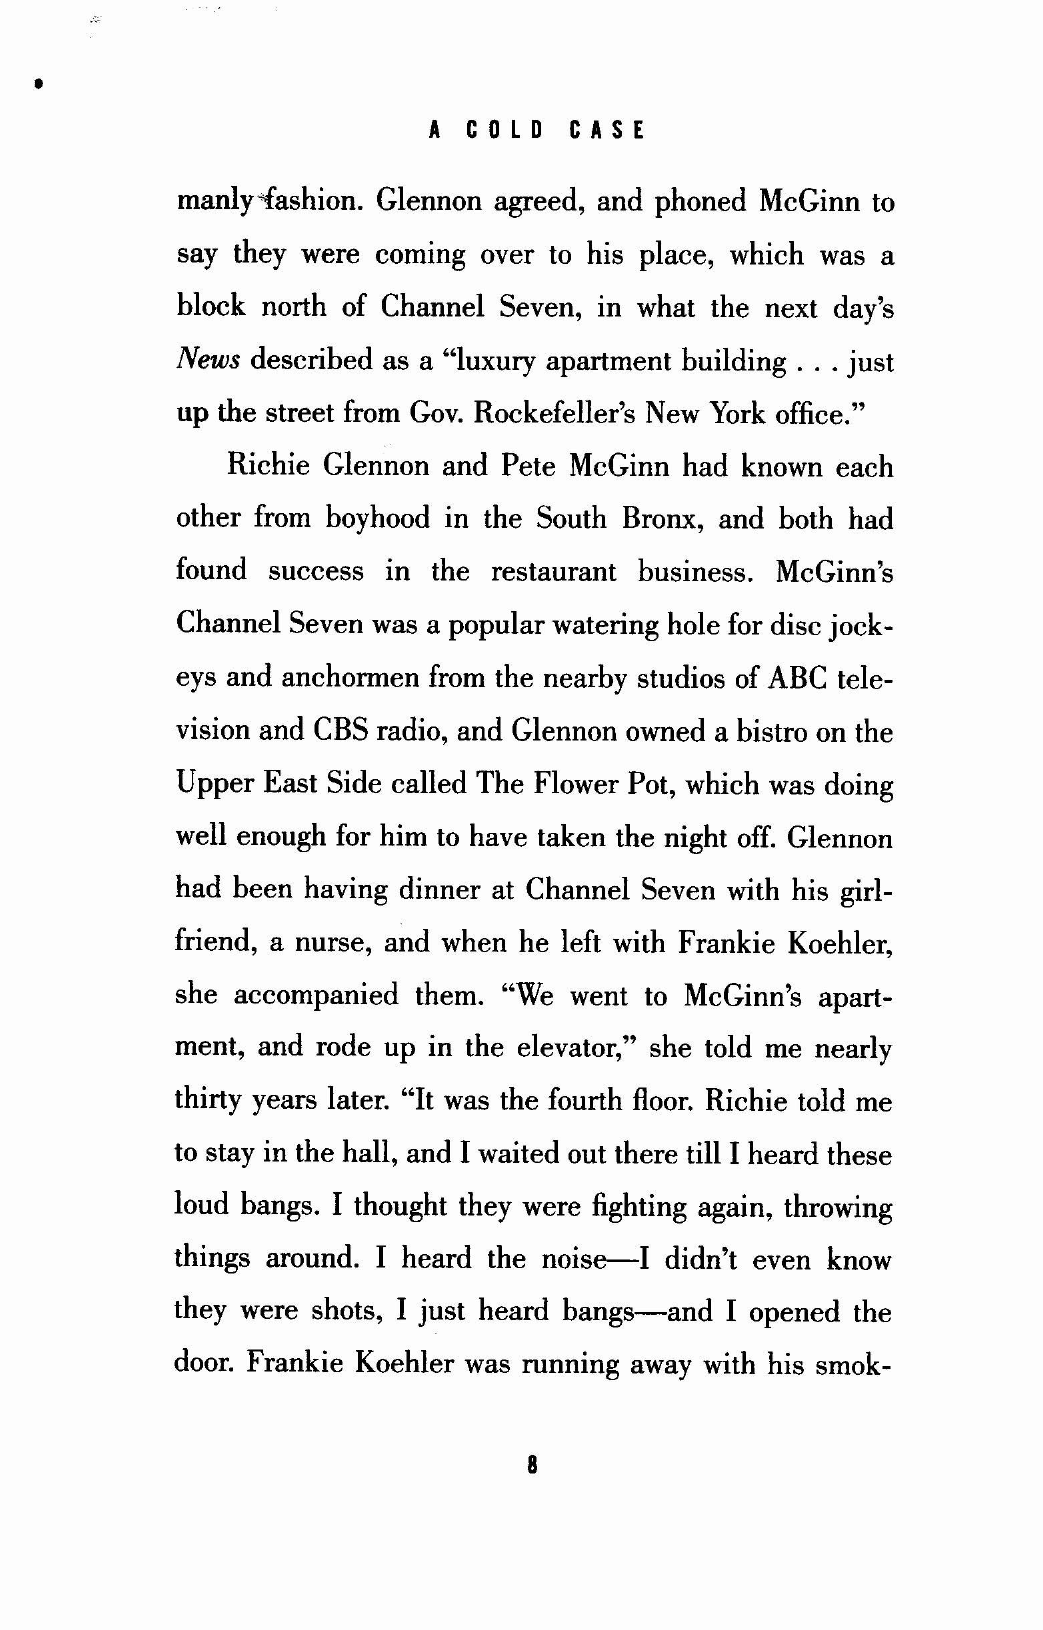 A COLD CASE
manly fashion. Glennon agreed, and phoned McGinn to
say they were coming over to his place, which was a
block north of Channel Seven, in what the next day's
News described as a “luxury apartment building . . . just
up the street from Gov. Rockefeller's New York office.”
Richie Glennon and Pete McGinn had known each
other from boyhood in the South Bronx, and both had
found success in the restaurant business. McGinn's
Channel Seven was a popular watering hole for disc jock-
eys and anchormen from the nearby studios of ABC tele-
vision and CBS radio, and Glennon owned a bistro on the
Upper East Side called The Flower Pot, which was doing
well enough for him to have taken the night off. Glennon
had been having dinner at Channel Seven with his girl-
friend, a nurse, and when he left with Frankie Koehler,
she accompanied them. “We went to McGinn's apart-
ment, and rode up in the elevator,” she told me nearly
thirty years later. “It was the fourth floor. Richie told me
to stay in the hall, and I waited out there till I heard these
loud bangs. I thought they were fighting again, throwing
things around. I heard the noise—I didn't even know
they were shots, I just heard bangs—and I opened the
door. Frankie Koehler was running away with his smok-
8